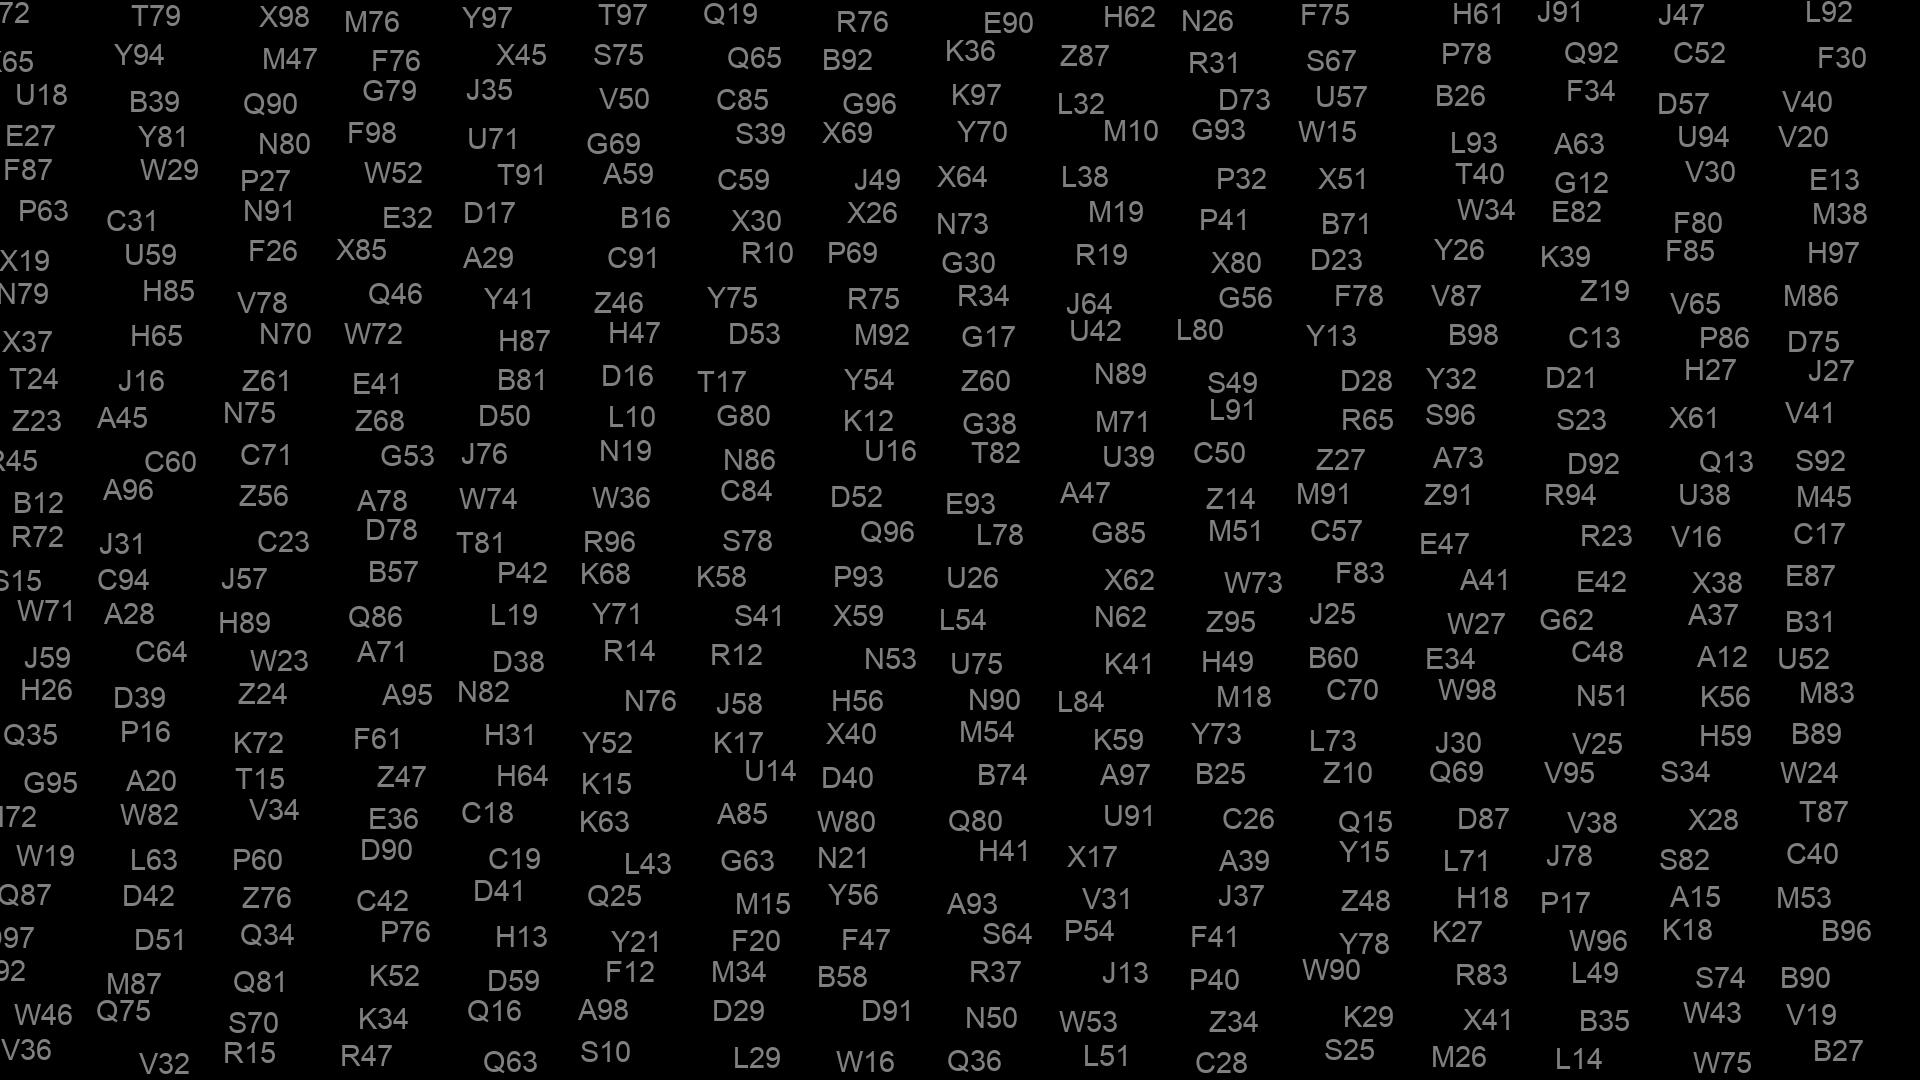 72 T79 X98 M76 Y97 T97 Q19 R76 E90 H62 N26 F75 H61 J91 J47 L92
65 Y94 M47 F76 X45 S75 Q65 B92 K36 Z87 R31 S67 P78 Q92 C52 F30
U18 B39 Q90 G79 J35 V50 C85 G96 K97 L32 D73 U57 B26 F34 D57 V40
E27 Y81 N80 F98 U71 G69 S39 X69 Y70 M10 G93 W15 L93 A63 U94 V20
F87 W29 P27 W52 T91 A59 C59 J49 X64 L38 P32 X51 T40 G12 V30 E13
P63 C31 N91 E32 D17 B16 X30 X26 N73 M19 P41 B71 W34 E82 F80 M38
X19 U59 F26 X85 A29 C91 R10 P69 G30 R19 X80 D23 Y26 K39 F85 H97
N79 H85 V78 Q46 Y41 Z46 Y75 R75 R34 J64 G56 F78 V87 Z19 V65 M86
X37 H65 N70 W72 H87 H47 D53 M92 G17 U42 L80 Y13 B98 C13 P86 D75
T24 J16 Z61 E41 B81 D16 T17 Y54 Z60 N89 S49 D28 Y32 D21 H27 J27
Z23 A45 N75 Z68 D50 L10 G80 K12 G38 M71 L91 R65 S96 S23 X61 V41
R45 C60 C71 G53 J76 N19 N86 U16 T82 U39 C50 Z27 A73 D92 Q13 S92
B12 A96 Z56 A78 W74 W36 C84 D52 E93 A47 Z14 M91 Z91 R94 U38 M45
R72 J31 C23 D78 T81 R96 S78 Q96 L78 G85 M51 C57 E47 R23 V16 C17
S15 C94 J57 B57 P42 K68 K58 P93 U26 X62 W73 F83 A41 E42 X38 E87
W71 A28 H89 Q86 L19 Y71 S41 X59 L54 N62 Z95 J25 W27 G62 A37 B31
J59 C64 W23 A71 D38 R14 R12 N53 U75 K41 H49 B60 E34 C48 A12 U52
H26 D39 Z24 A95 N82 N76 J58 H56 N90 L84 M18 C70 W98 N51 K56 M83
Q35 P16 K72 F61 H31 Y52 K17 X40 M54 K59 Y73 L73 J30 V25 H59 B89
G95 A20 T15 Z47 H64 K15 U14 D40 B74 A97 B25 Z10 Q69 V95 S34 W24
72 W82 V34 E36 C18 K63 A85 W80 Q80 U91 C26 Q15 D87 V38 X28 T87
W19 L63 P60 D90 C19 L43 G63 N21 H41 X17 A39 Y15 L71 J78 S82 C40
Q87 D42 Z76 C42 D41 Q25 M15 Y56 A93 V31 J37 Z48 H18 P17 A15 M53
97 D51 Q34 P76 H13 Y21 F20 F47 S64 P54 F41 Y78 K27 W96 K18 B96
92 M87 Q81 K52 D59 F12 M34 B58 R37 J13 P40 W90 R83 L49 S74 B90
W46 Q75 S70 K34 Q16 A98 D29 D91 N50 W53 Z34 K29 X41 B35 W43 V19
V36 V32 R15 R47 Q63 S10 L29 W16 Q36 L51 C28 S25 M26 L14 W75 B27